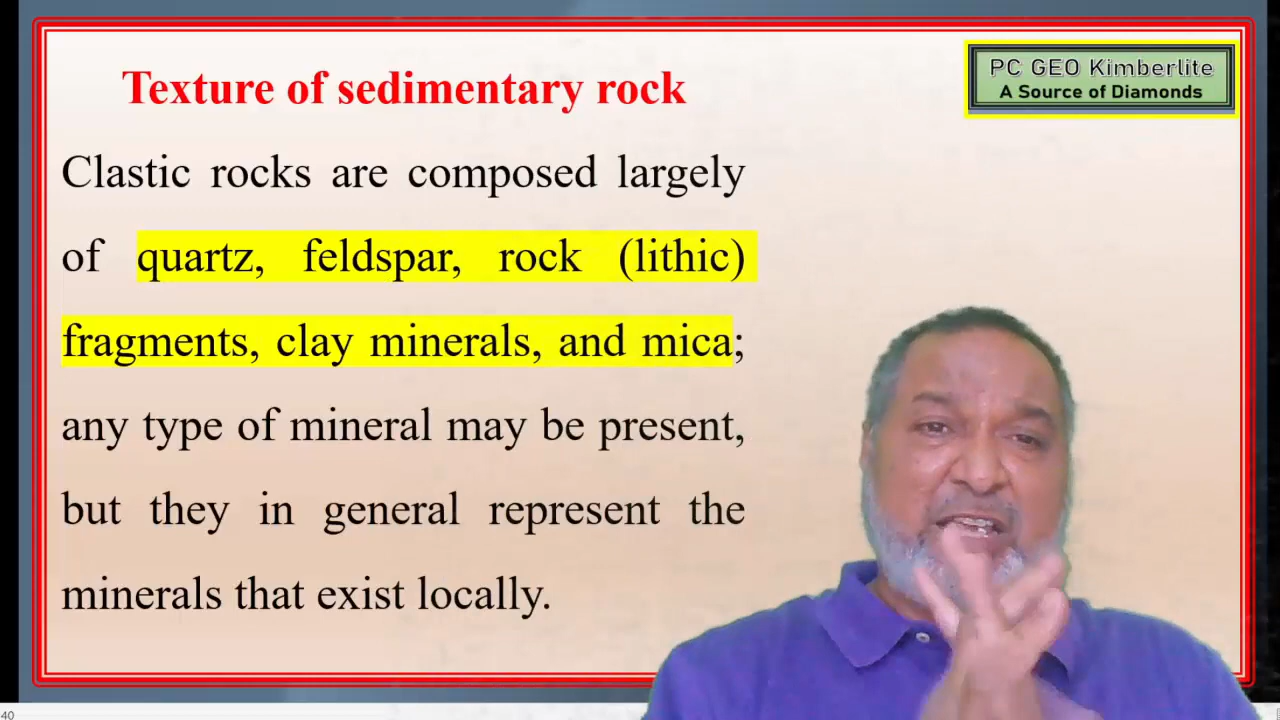 Texture of sedimentary rock
PC GEO Kimberlite
A Source of Diamonds
Clastic rocks are composed largely
of quartz, feldspar, rock (lithic)
fragments, clay minerals, and mica;
any type of mineral may be present,
but they in general represent the
minerals that exist locally.
40